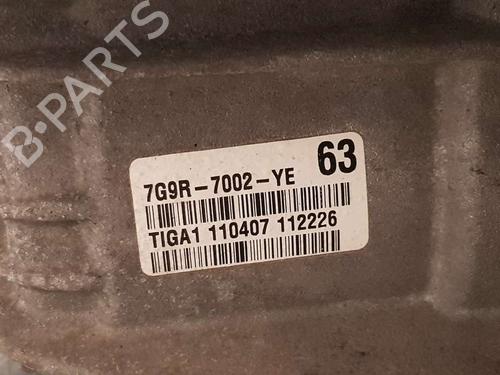 B-PARTS
63
7G9R-7002-YE
TIGA1 110407 112226